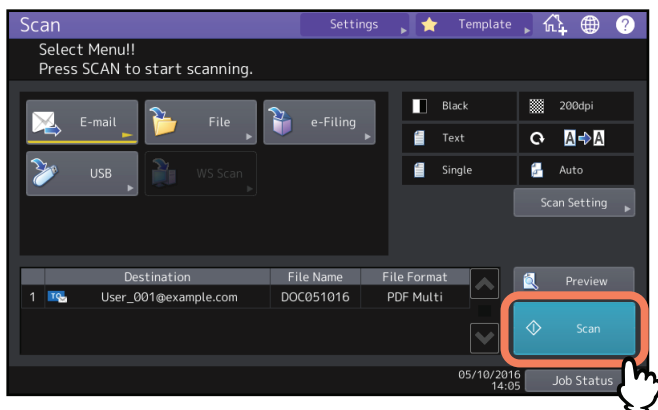 Scan Settings Template ?
Select Menu!!
Press SCAN to start scanning.
E-mail File e-Filing
USB WS Scan
Black 200dpi
Text A A
Single Auto
Scan Setting
Destination File Name File Format
1 TO User_001@example.com DOC051016 PDF Multi
Preview
Scan
05/10/2016
14:05
Job Status